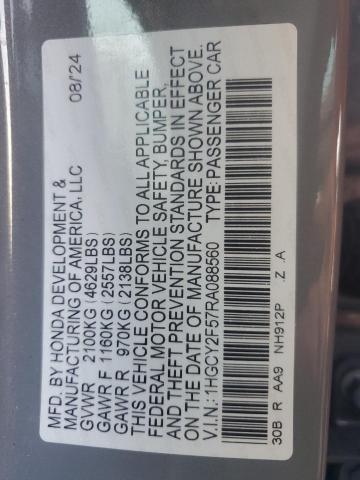 MFD. BY HONDA DEVELOPMENT &
MANUFACTURING OF AMERICA, LLC 08/'24
GVWR 2100KG (4629LBS)
GAWR F 1160KG (2557LBS)
GAWR R 970KG (2138LBS)
THIS VEHICLE CONFORMS TO ALL APPLICABLE
FEDERAL MOTOR VEHICLE SAFETY, BUMPER,
AND THEFT PREVENTION STANDARDS IN EFFECT
ON THE DATE OF MANUFACTURE SHOWN ABOVE.
V.I.N.: 1HGCY2F57RA088560 TYPE: PASSENGER CAR
30B R AA9 NH912P .Z .A